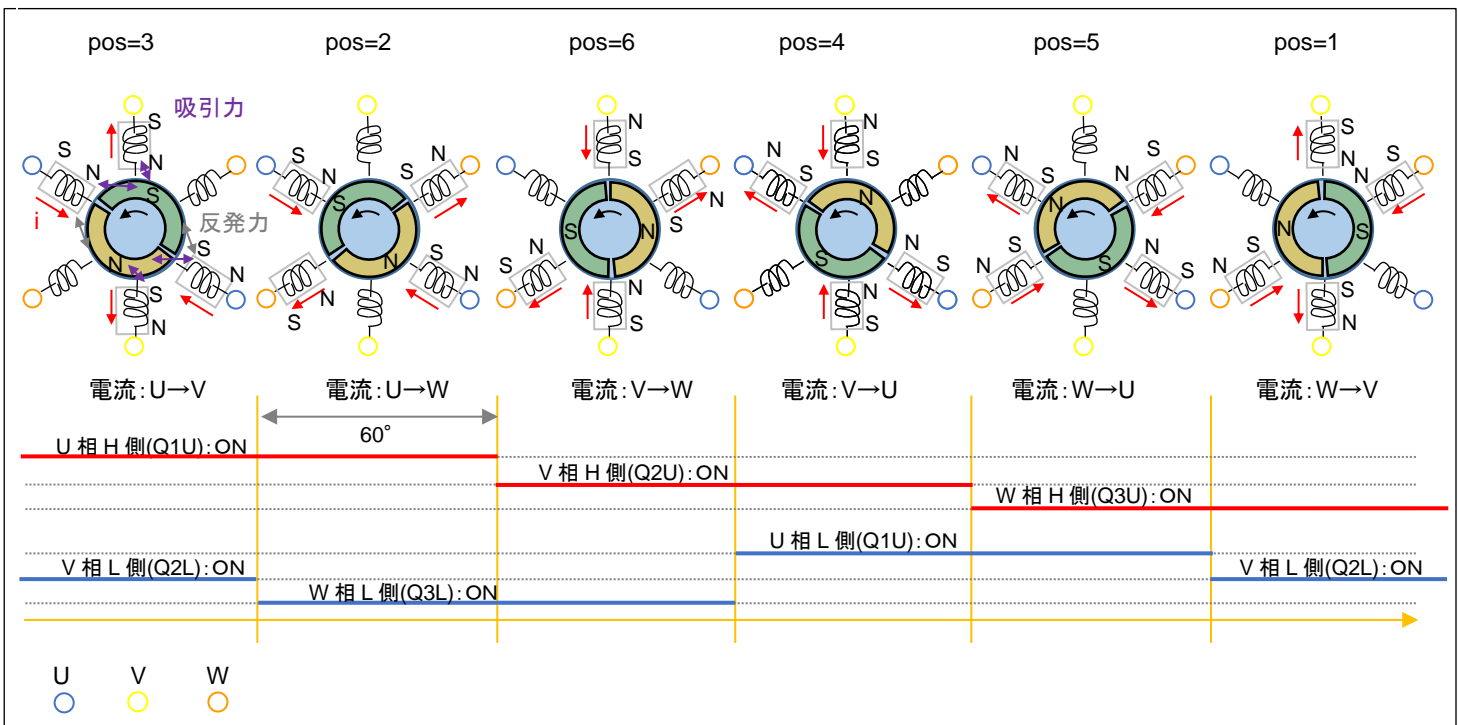 pos=3 pos=2 pos=6 pos=4 pos=5 pos=1
吸引力
S N S N S
反発力
i
N S S N N
S N S N S N S N
N S S N S N
N S N S S N
N S N S N S N S
S N N S N S N S
S N S N N S S N S N
電流:U→V 電流:U→W 電流:V→W 電流:V→U 電流:W→U 電流:W→V
60°
U 相 H 側(Q1U):ON
V 相 H 側(Q2U):ON
W 相 H 側(Q3U):ON
U 相 L 側(Q1U):ON
V 相 L 側(Q2L):ON V 相 L 側(Q2L):ON
W 相 L 側(Q3L):ON
U V W